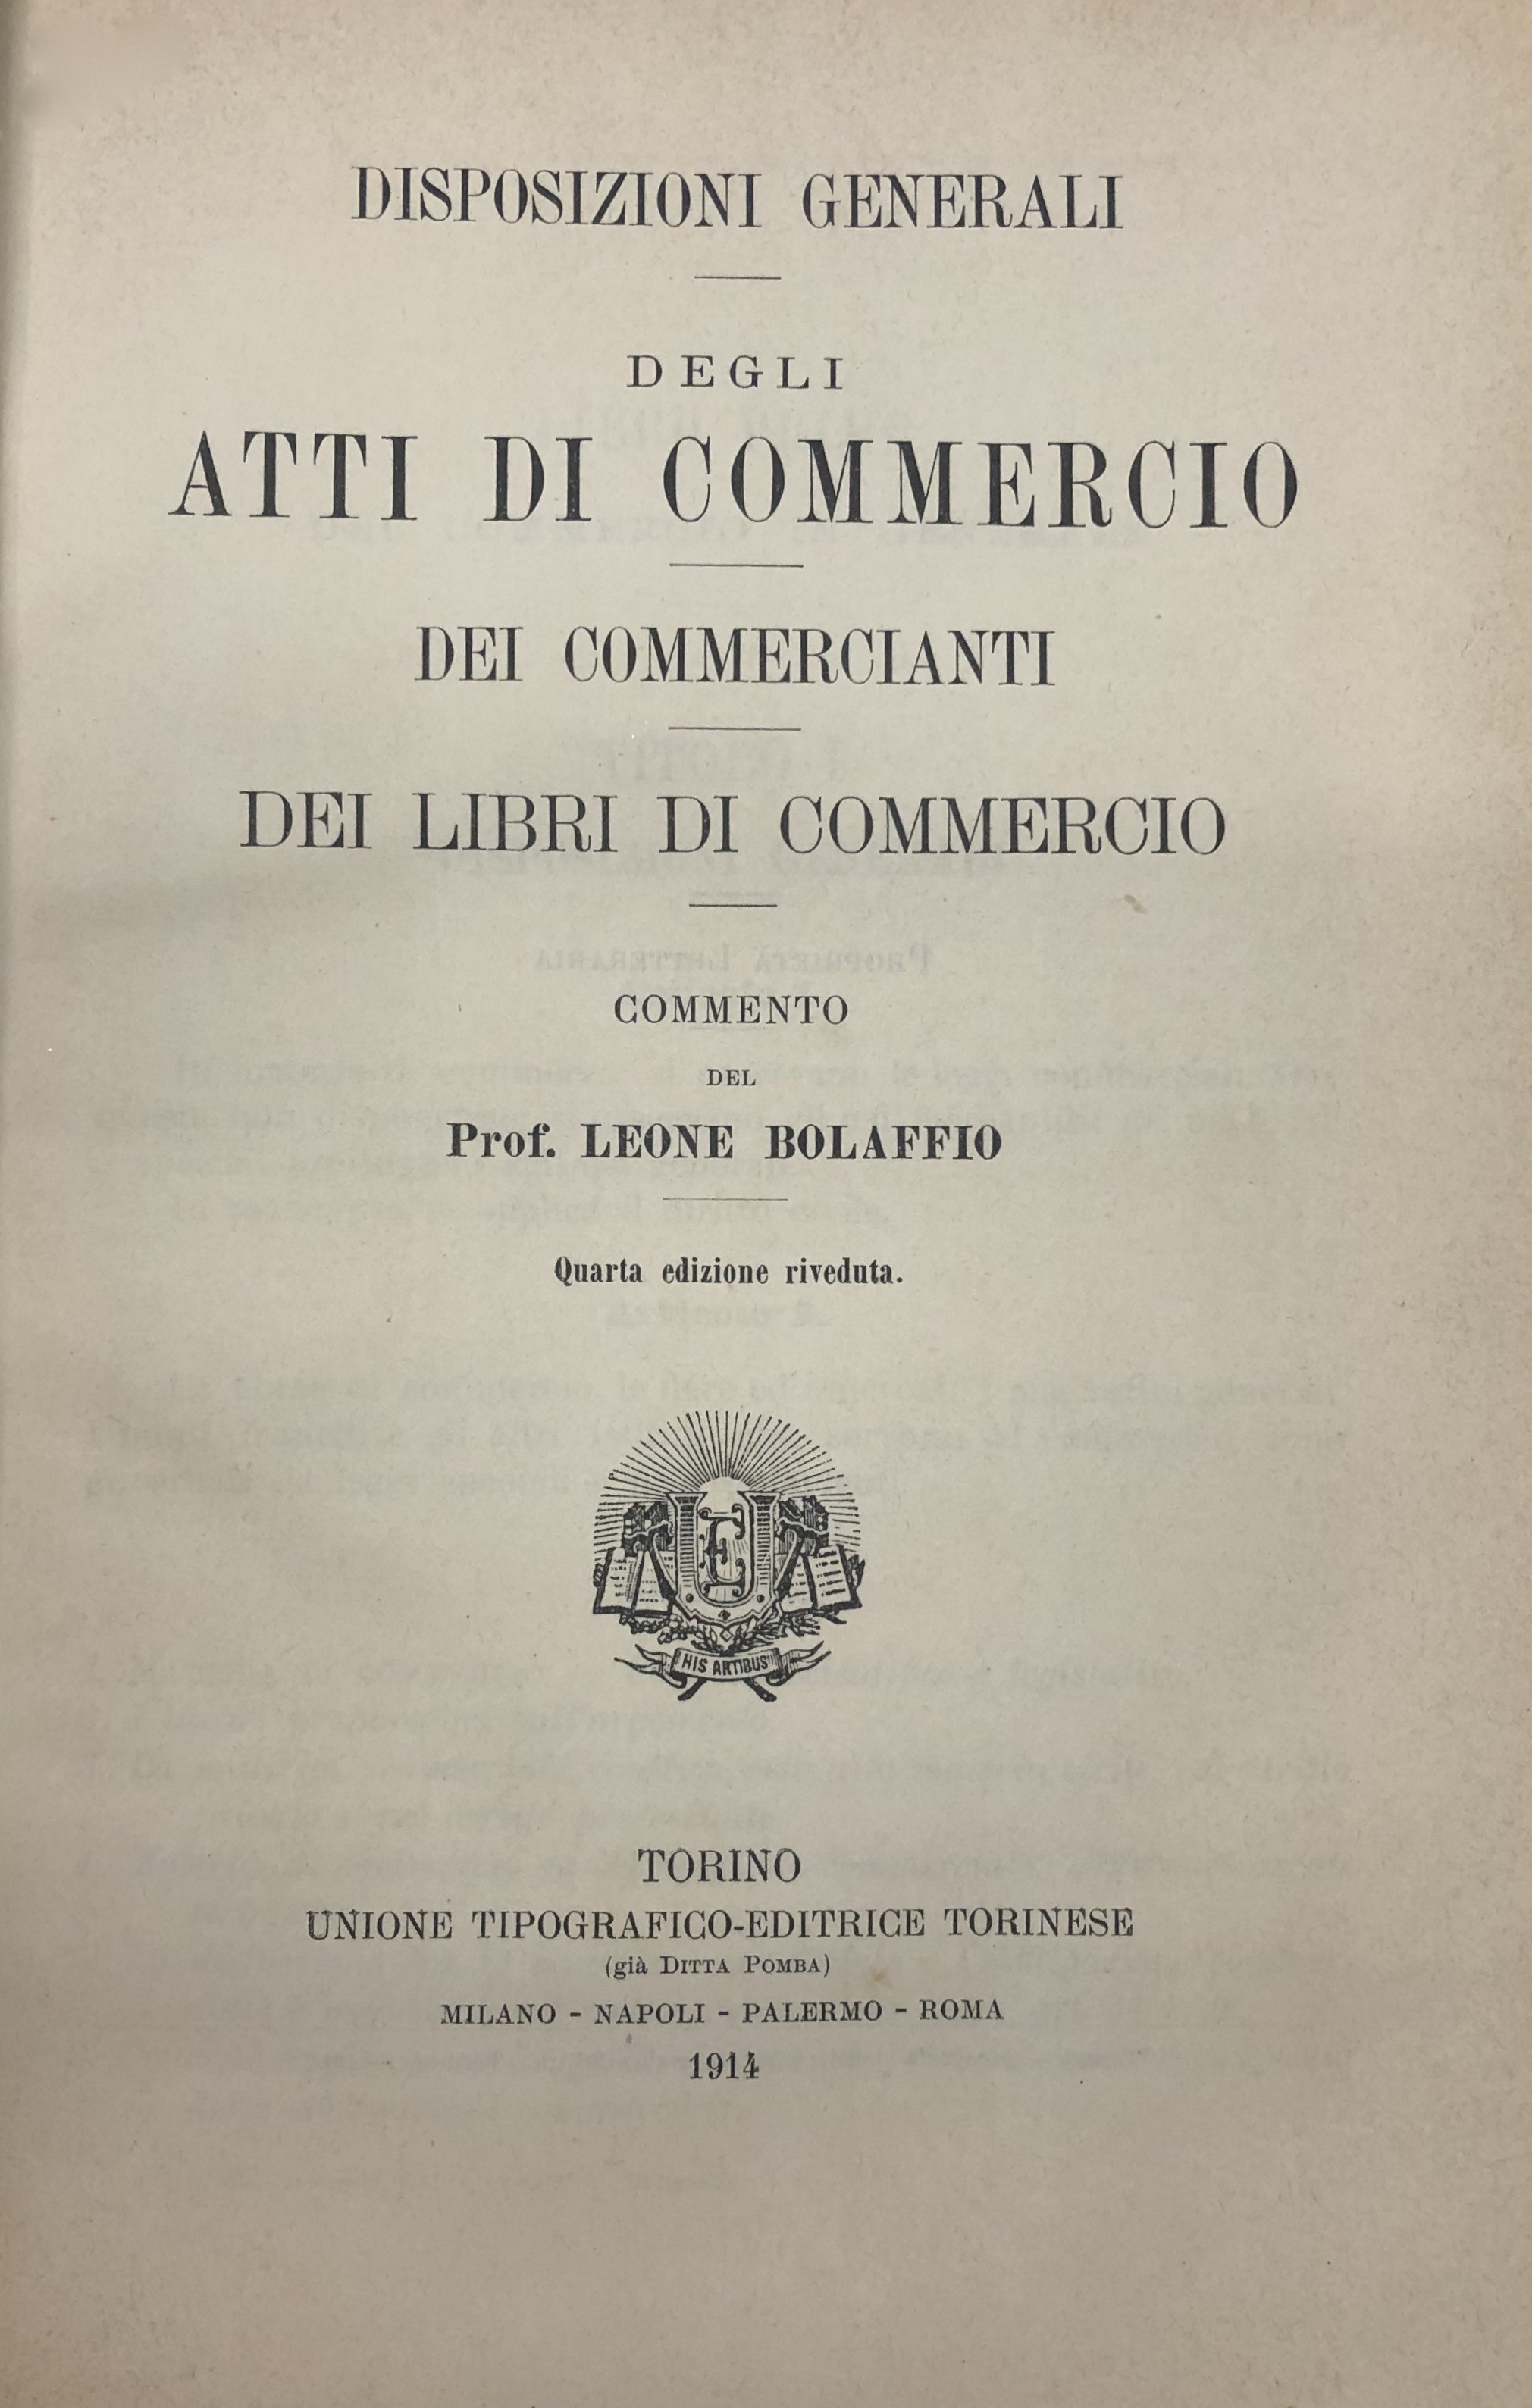 DISPOSIZIONI GENERALI
DEGLI
ATTI DI COMMERCIO
DEI COMMERCIANTI
DEI LIBRI DI COMMERCIO
COMMENTO
DEL
Prof. LEONE BOLAFFIO
Quarta edizione riveduta.
UE
HIS ARTIBUS
TORINO
UNIONE TIPOGRAFICO-EDITRICE TORINESE
(già DITTA POMBA)
MILANO - NAPOLI - PALERMO - ROMA
1914